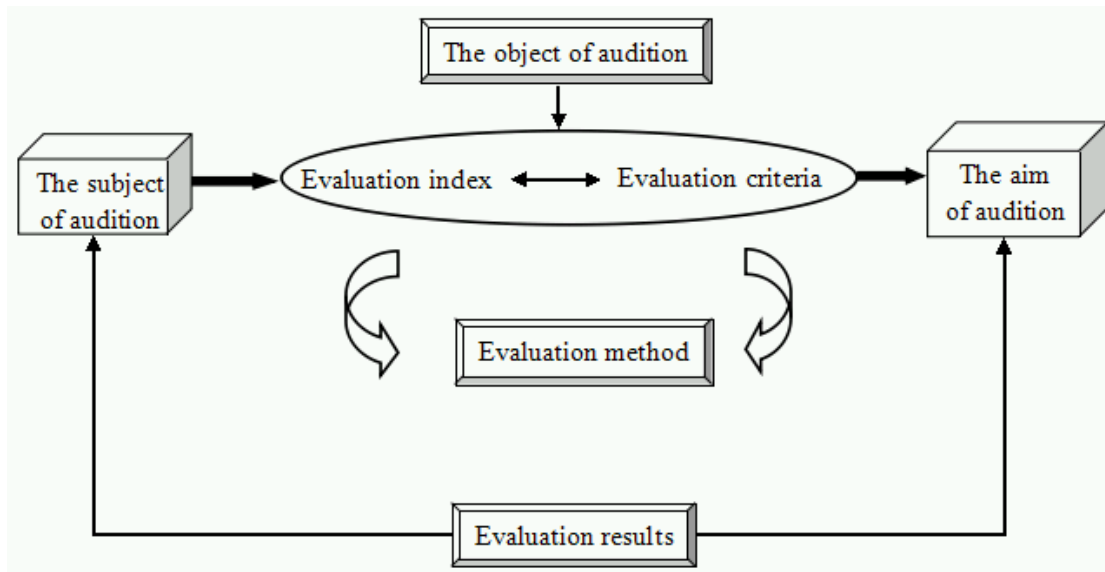 The object of audition
The subject
of audition
Evaluation index
Evaluation criteria
The aim
of audition
Evaluation method
Evaluation results